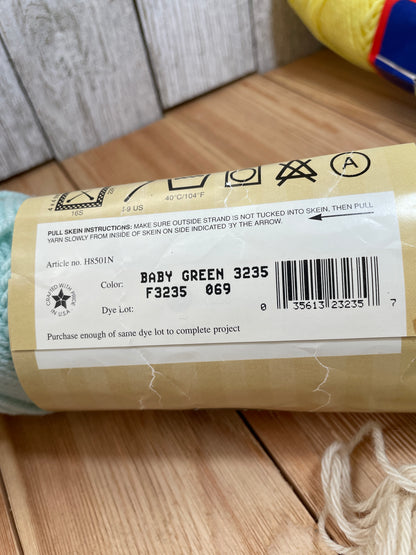 16S
-9 US
40°C/104°F
A
PULL SKEIN INSTRUCTIONS: MAKE SURE OUTSIDE STRAND IS NOT TUCKED INTO SKEIN, THEN PULL
YARN SLOWLY FROM INSIDE OF SKEIN ON SIDE INDICATED BY THE ARROW.
Article no. H8501N
CRAFTED WITH PRIDE IN USA
Color: BABY GREEN 3235
F3235 069
Dye Lot:
0 35613 23235 7
Purchase enough of same dye lot to complete project